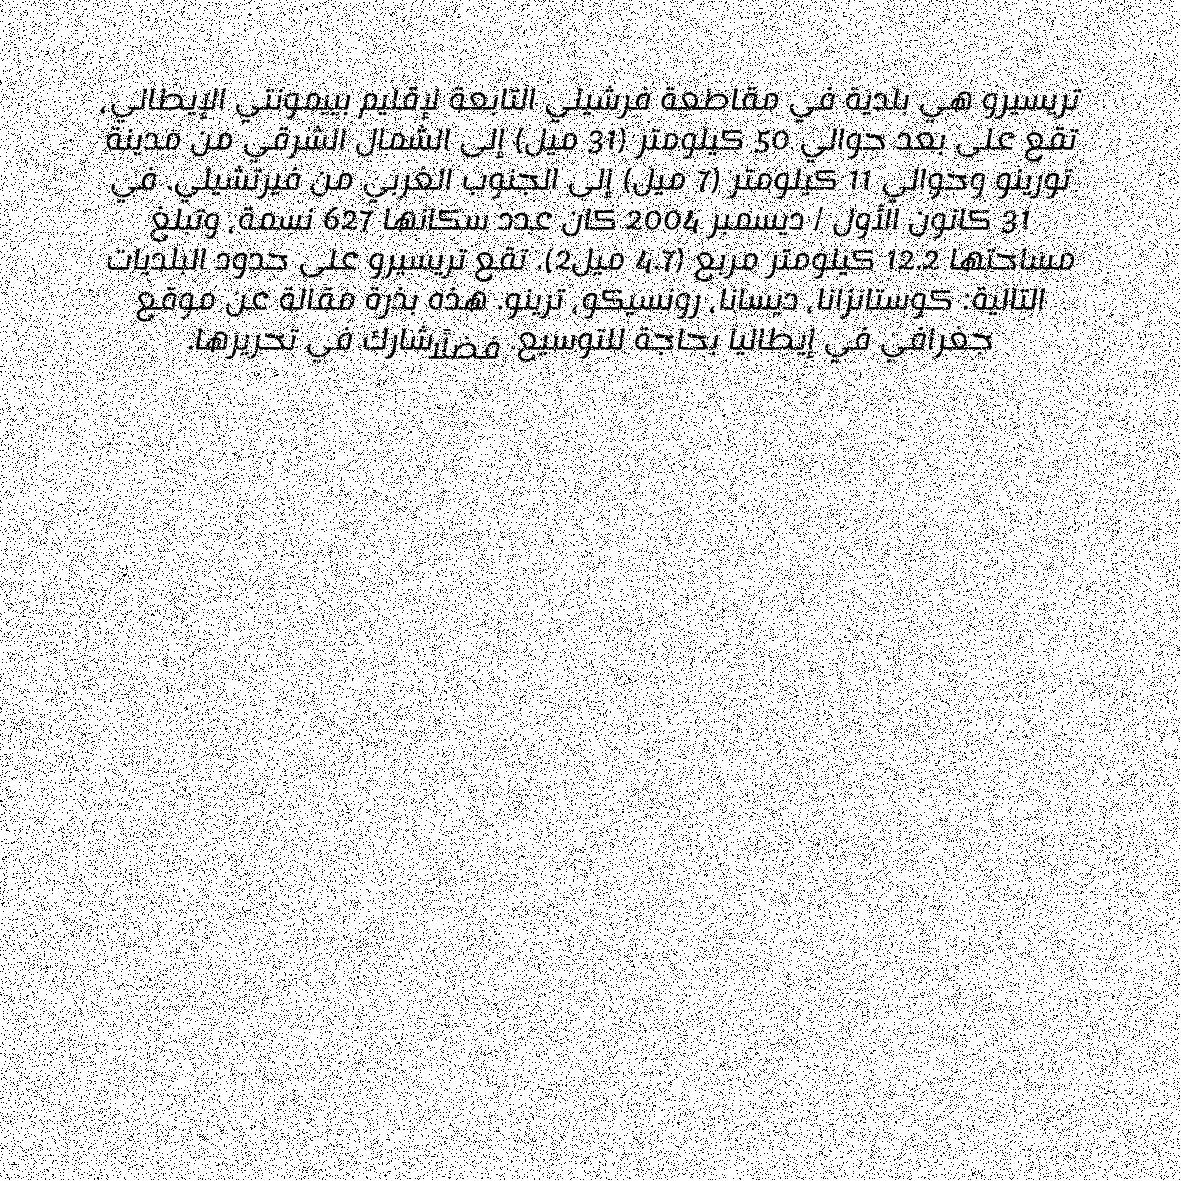 تريسيرو هي بلدية في مقاطعة فرشيلي التابعة لإقليم بييمونتي الإيطالي،
تقع على بعد حوالي 50 كيلومتر (31 ميل) إلى الشمال الشرقي من مدينة
تورينو وحوالي 11 كيلومتر (7 ميل) إلى الجنوب الغربي من فيرتشيلي. في
31 كانون الأول / ديسمبر 2004 كان عدد سكانها 627 نسمة، وتبلغ
مساحتها 12.2 كيلومتر مربع (4.7 ميل2). تقع تريسيرو على حدود البلديات
التالية: كوستانزانا، ديسانا، رونسيكو، ترينو. هذه بذرة مقالة عن موقع
جغرافي في إيطاليا بحاجة للتوسيع. فضلًا شارك في تحريرها.